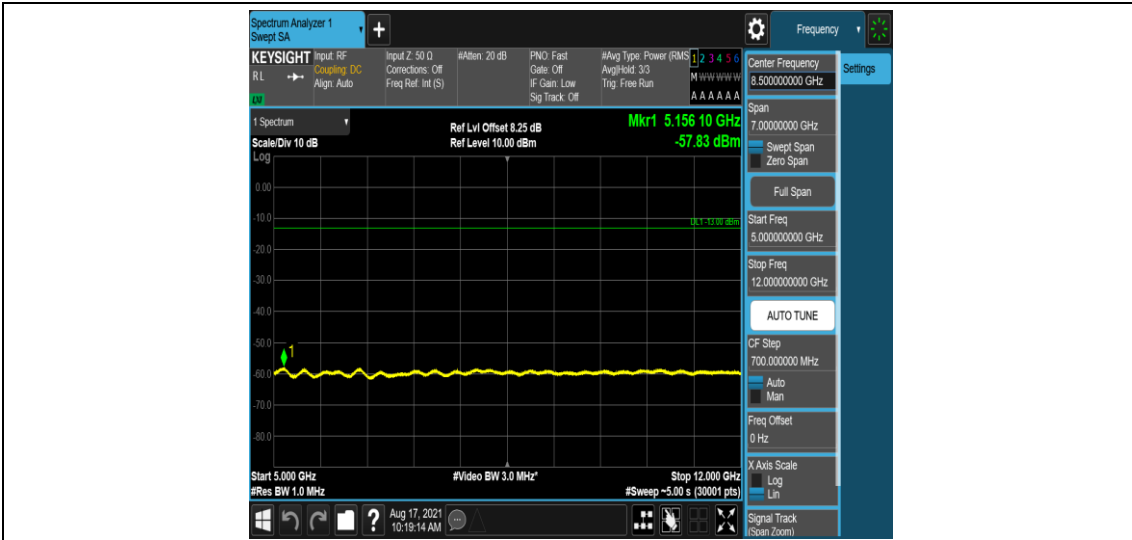 Spectrum Analyzer 1
Swept SA
+
Frequency
KEYSIGHT
RL
LXI
Input: RF
Coupling: DC
Align: Auto
Input Z: 50 Ω
Corrections: Off
Freq Ref: Int (S)
#Atten: 20 dB
PNO: Fast
Gate: Off
IF Gain: Low
Sig Track: Off
#Avg Type: Power (RMS
Avg|Hold: 3/3
Trig: Free Run
1 2 3 4 5 6
M W W W W W
A A A A A A
1 Spectrum
Scale/Div 10 dB
Log
Ref Lvl Offset 8.25 dB
Ref Level 10.00 dBm
Mkr1 5.156 10 GHz
-57.83 dBm
0.00
-10.0
DL1 -13.00 dBm
-20.0
-30.0
-40.0
-50.0
1
-60.0
-70.0
-80.0
Start 5.000 GHz
#Res BW 1.0 MHz
#Video BW 3.0 MHz*
Stop 12.000 GHz
#Sweep ~5.00 s (30001 pts)
?
Aug 17, 2021
10:19:14 AM
Center Frequency
8.500000000 GHz
Settings
Span
7.00000000 GHz
Swept Span
Zero Span
Full Span
Start Freq
5.000000000 GHz
Stop Freq
12.000000000 GHz
AUTO TUNE
CF Step
700.000000 MHz
Auto
Man
Freq Offset
0 Hz
X Axis Scale
Log
Lin
Signal Track
(Span Zoom)